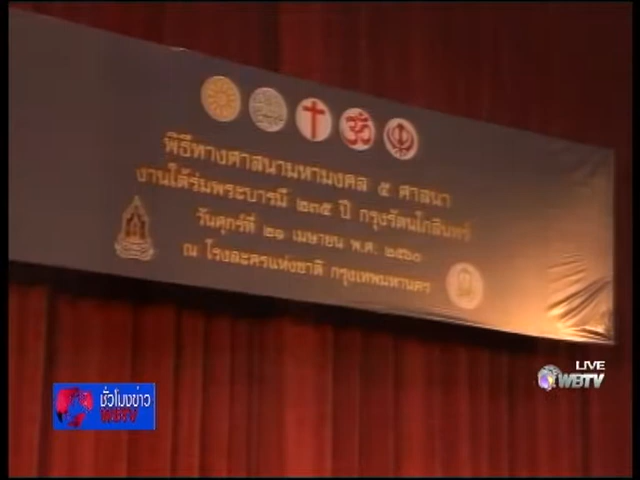 พิธีทางศาสนามหามงคล ๕ ศาสนา
งานใต้ร่มพระบารมี ๒๓๕ ปี กรุงรัตนโกสินทร์
วันศุกร์ที่ ๒๑ เมษายน พ.ศ. ๒๕๖๐
ณ โรงละครแห่งชาติ กรุงเทพมหานคร
LIVE
WBTV
ชั่วโมงข่าว
WBTV